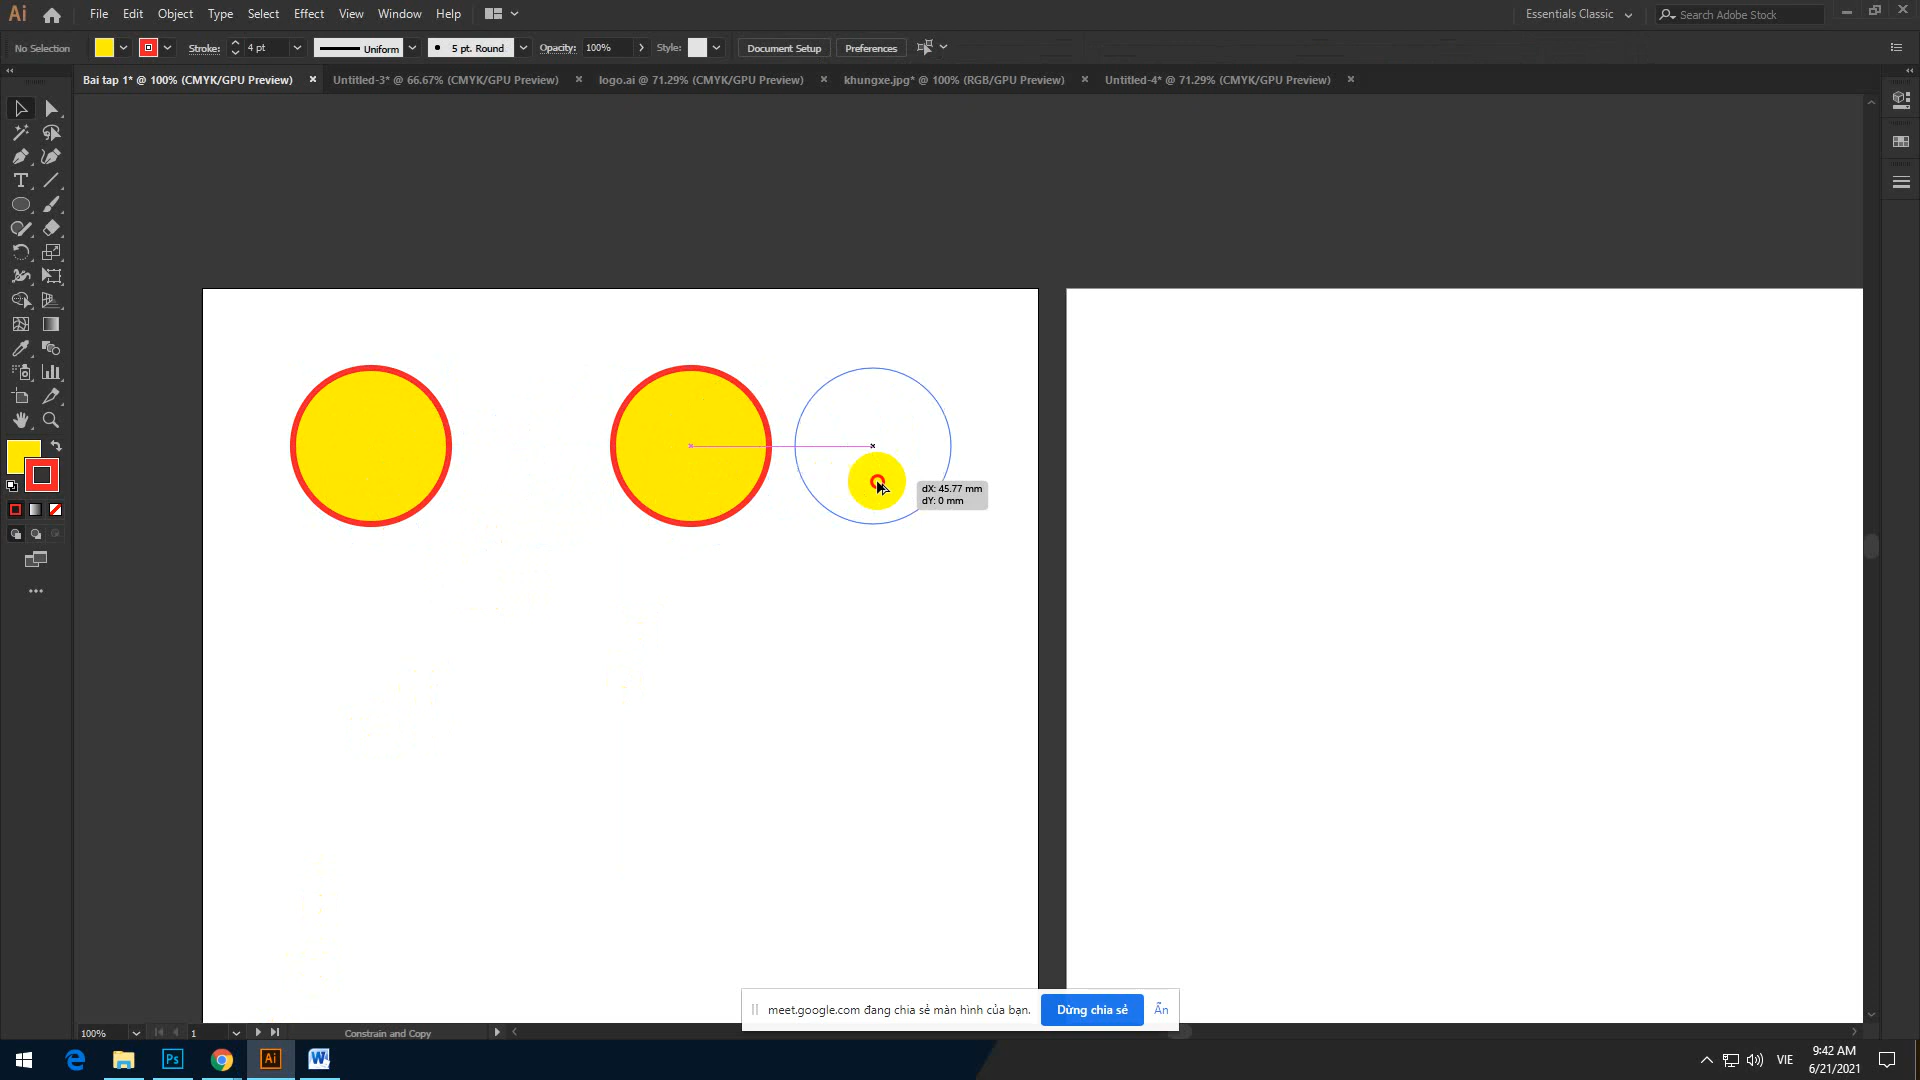 Ai File Edit Object Type Select Effect View Window Help Essentials Classic Search Adobe Stock
No Selection Stroke: 4 pt Uniform 5 pt. Round Opacity: 100% Style: Document Setup Preferences
Bai tap 1* @ 100% (CMYK/GPU Preview) × Untitled-3* @ 66.67% (CMYK/GPU Preview) × logo.ai @ 71.29% (CMYK/GPU Preview) × khungxe.jpg* @ 100% (RGB/GPU Preview) × Untitled-4* @ 71.29% (CMYK/GPU Preview) ×
dX: 45.77 mm
dY: 0 mm
meet.google.com đang chia sẻ màn hình của bạn. Dừng chia sẻ Ẩn
100% 1 Constrain and Copy
Ps Ai W VIE 9:42 AM
6/21/2021